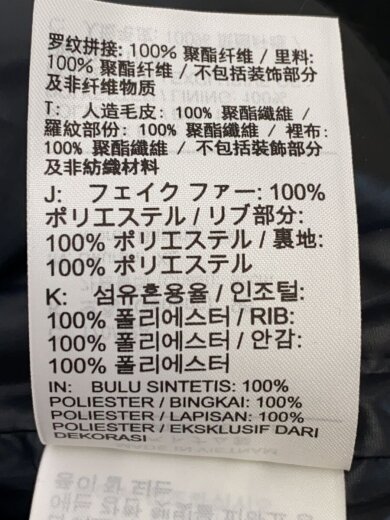 罗纹拼接: 100% 聚酯纤维 / 里料:
100% 聚酯纤维 / 不包括装饰部分
及非纤维物质
T: 人造毛皮: 100% 聚酯纖維 /
羅紋部份: 100% 聚酯纖維 / 裡布:
100% 聚酯纖維 / 不包括裝飾部分
及非紡織材料
J: フェイク ファー: 100%
ポリエステル / リブ部分:
100% ポリエステル / 裏地:
100% ポリエステル
K: 섬유혼용율 / 인조털:
100% 폴리에스터 / RIB:
100% 폴리에스터 / 안감:
100% 폴리에스터
IN: BULU SINTETIS: 100%
POLIESTER / BINGKAI: 100%
POLIESTER / LAPISAN: 100%
POLIESTER / EKSKLUSIF DARI
DEKORASI